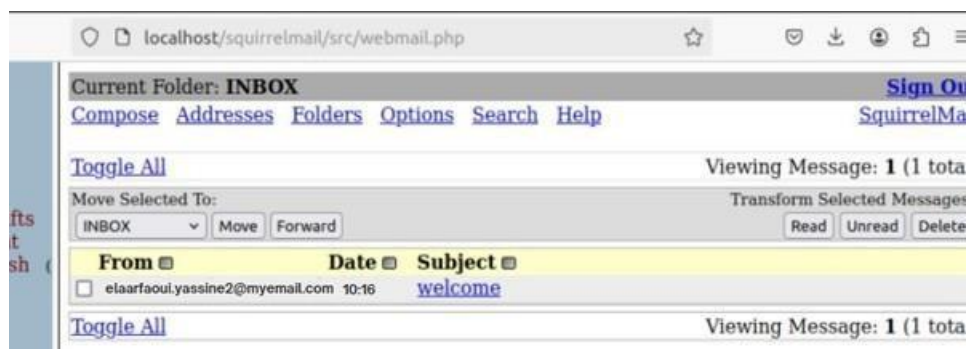 localhost/squirrelmail/src/webmail.php
Current Folder: INBOX Sign Ou
Compose Addresses Folders Options Search Help SquirrelMa
Toggle All Viewing Message: 1 (1 tota
Move Selected To: Transform Selected Messages
INBOX Move Forward Read Unread Delete
fts
t
sh (
From Date Subject
elaarfaoui.yassine2@myemail.com 10:16 welcome
Toggle All Viewing Message: 1 (1 tota